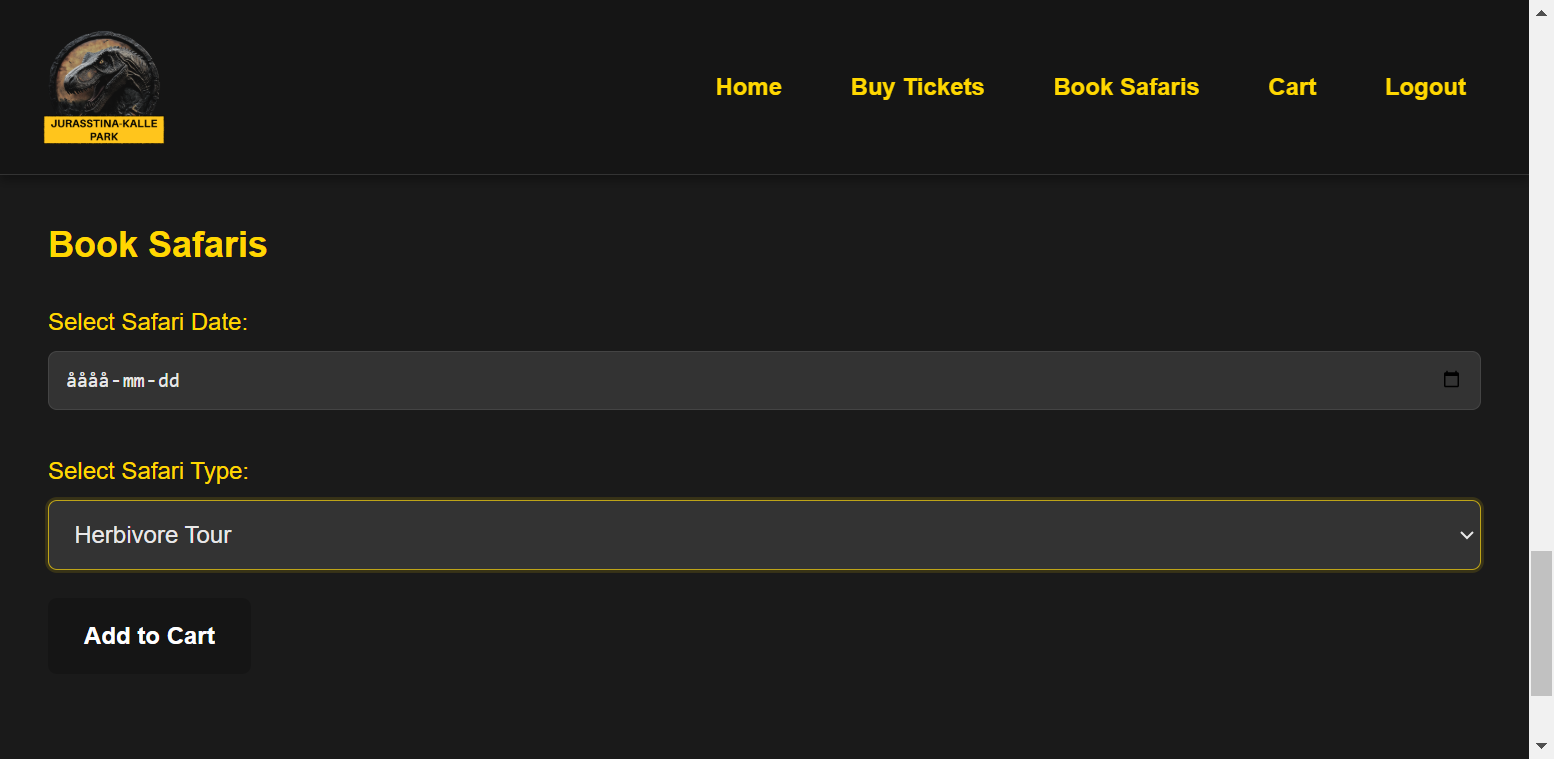 JURASSTINA-KALLE
PARK
Home Buy Tickets Book Safaris Cart Logout
Book Safaris
Select Safari Date:
åååå-mm-dd
Select Safari Type:
Herbivore Tour
Add to Cart